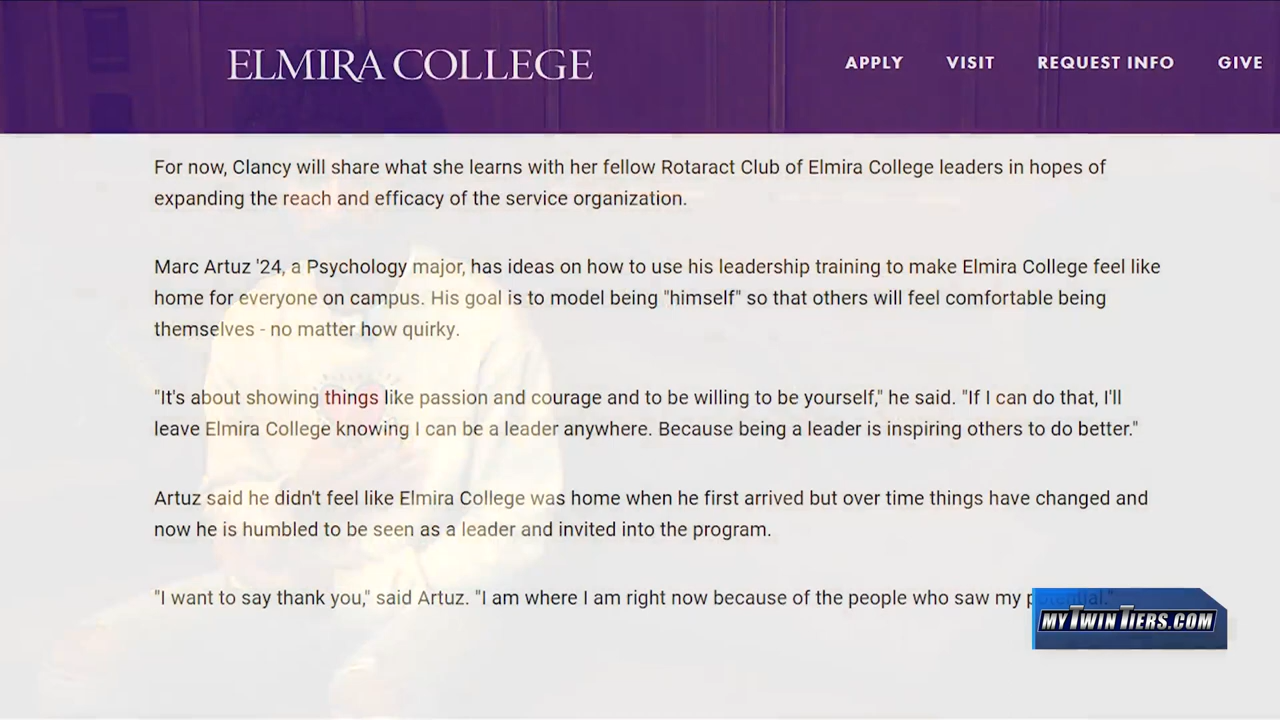 ELMIRA COLLEGE
APPLY VISIT REQUEST INFO GIVE
For now, Clancy will share what she learns with her fellow Rotaract Club of Elmira College leaders in hopes of
expanding the reach and efficacy of the service organization.
Marc Artuz '24, a Psychology major, has ideas on how to use his leadership training to make Elmira College feel like
home for everyone on campus. His goal is to model being "himself" so that others will feel comfortable being
themselves - no matter how quirky.
"It's about showing things like passion and courage and to be willing to be yourself," he said. "If I can do that, I'll
leave Elmira College knowing I can be a leader anywhere. Because being a leader is inspiring others to do better."
Artuz said he didn't feel like Elmira College was home when he first arrived but over time things have changed and
now he is humbled to be seen as a leader and invited into the program.
"I want to say thank you," said Artuz. "I am where I am right now because of the people who saw my potential."
MYTWINTIERS.COM